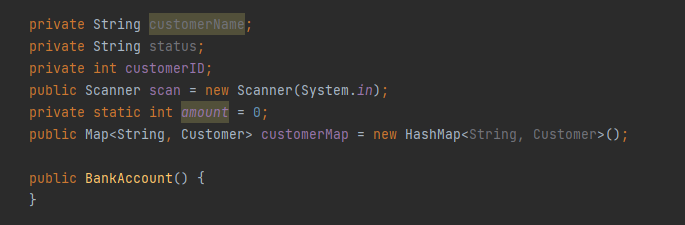 private String customerName;
private String status;
private int customerID;
public Scanner scan = new Scanner(System.in);
private static int amount = 0;
public Map<String, Customer> customerMap = new HashMap<String, Customer>();
public BankAccount() {
}